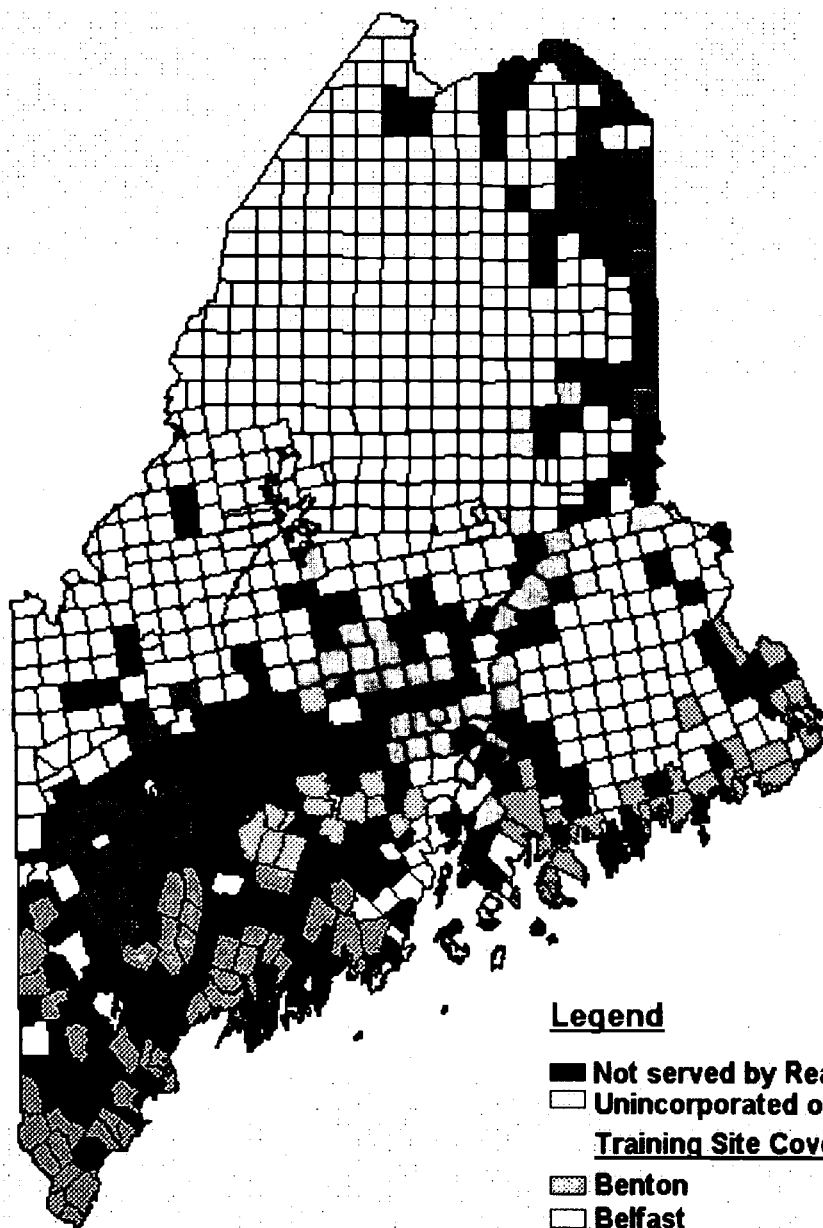 Legend
Not served by Rea
Unincorporated o
Training Site Cove
Benton
Belfast